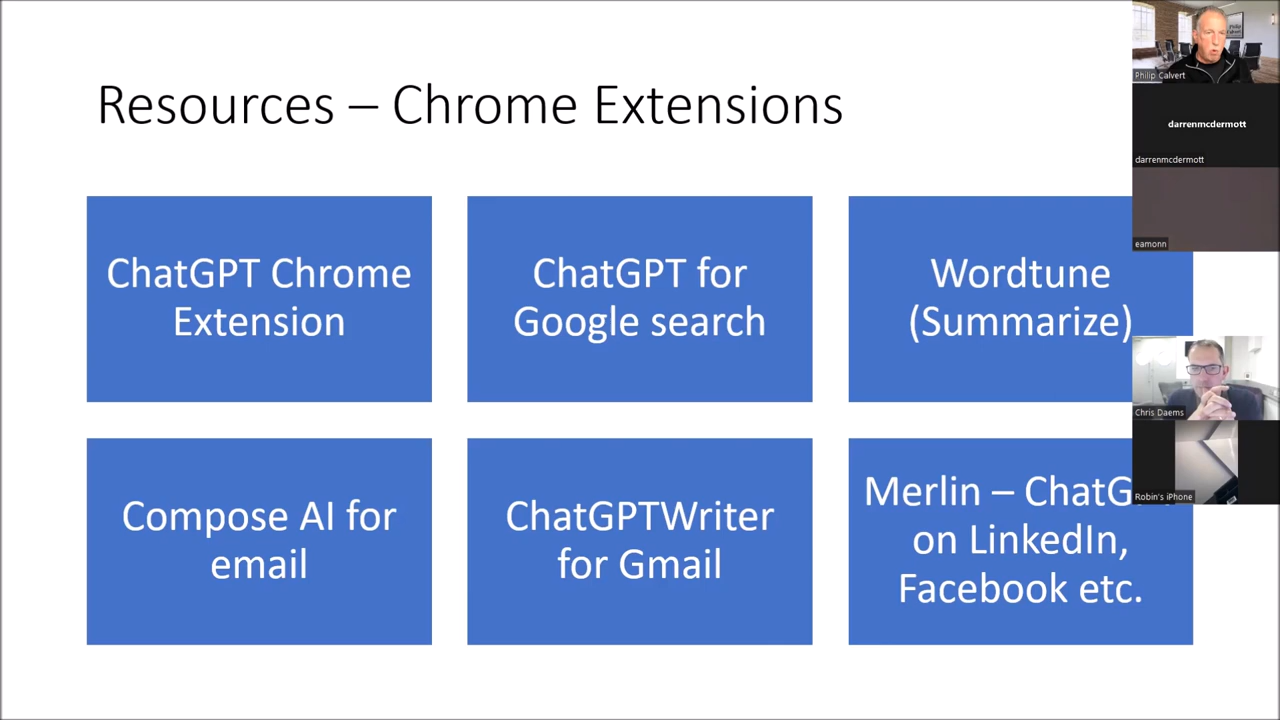 Resources – Chrome Extensions
ChatGPT Chrome
Extension
ChatGPT for
Google search
Wordtune
(Summarize)
Compose AI for
email
ChatGPTWriter
for Gmail
Merlin –
on LinkedIn,
Facebook etc.
Philip Calvert
darrenmcdermott
darrenmcdermott
eamonn
Chris Daems
Robin's iPhone